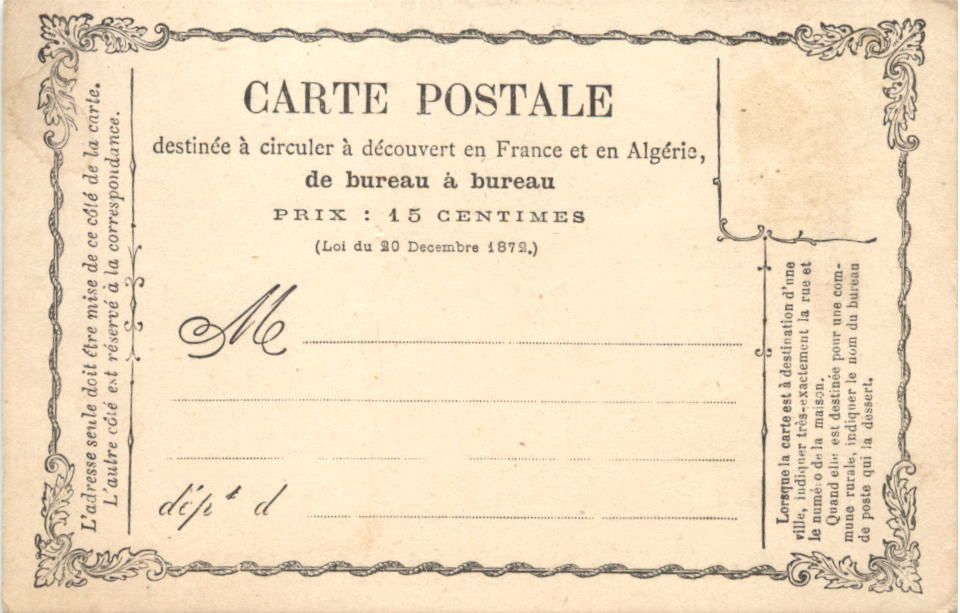 L'adresse seule doit être mise de ce côté de la carte.
L'autre côté est réservé à la correspondance.
CARTE POSTALE
destinée à circuler à découvert en France et en Algérie,
de bureau à bureau
PRIX : 15 CENTIMES
(Loi du 20 Decembre 1872.)
M
dépt d
Lorsque la carte est à destination d'une
ville, indiquer très-exactement la rue et
le numéro de la maison.
Quand elle est destinée pour une com-
mune rurale, indiquer le nom du bureau
de poste qui la dessert.